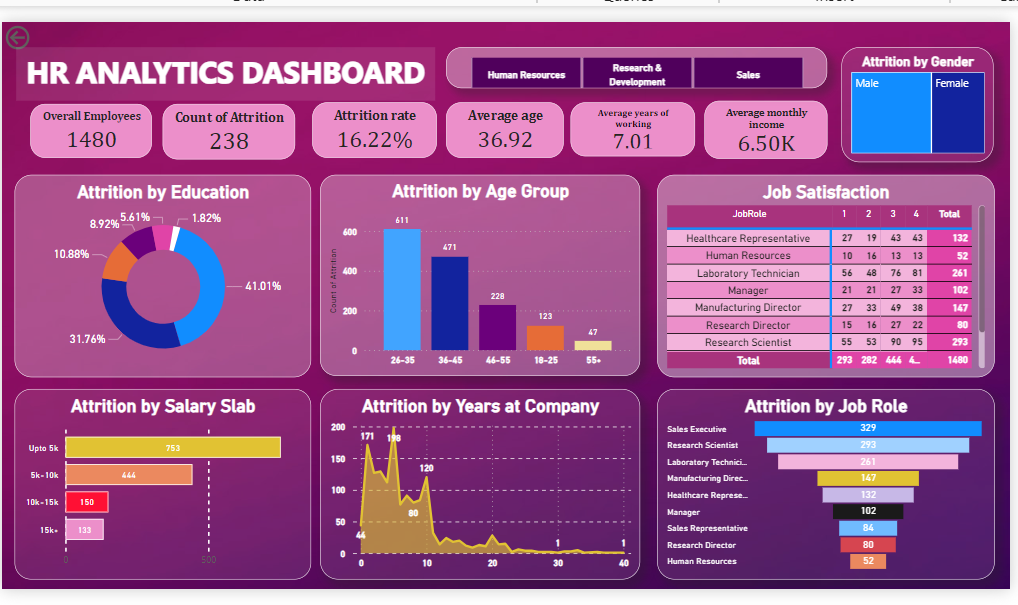 HR ANALYTICS DASHBOARD
Human Resources
Research &
Development
Sales
Attrition by Gender
Male
Female
Overall Employees
1480
Count of Attrition
238
Attrition rate
16.22%
Average age
36.92
Average years of
working
7.01
Average monthly
income
6.50K
Attrition by Education
5.61%
1.82%
8.92%
10.88%
41.01%
31.76%
Attrition by Age Group
Count of Attrition
600
400
200
0
611
471
228
123
47
26-35
36-45
46-55
18-25
55+
Job Satisfaction
JobRole 1 2 3 4 Total
Healthcare Representative 27 19 43 43 132
Human Resources 10 16 13 13 52
Laboratory Technician 56 48 76 81 261
Manager 21 21 27 33 102
Manufacturing Director 27 33 49 38 147
Research Director 15 16 27 22 80
Research Scientist 55 53 90 95 293
Total 293 282 444 4... 1480
Attrition by Salary Slab
Upto 5k 753
5k-10k 444
10k-15k 150
15k+ 133
0 500
Attrition by Years at Company
200
150
100
50
0
171
198
120
80
44
1
1
0 10 20 30 40
Attrition by Job Role
Sales Executive 329
Research Scientist 293
Laboratory Technici... 261
Manufacturing Direc... 147
Healthcare Represe... 132
Manager 102
Sales Representative 84
Research Director 80
Human Resources 52